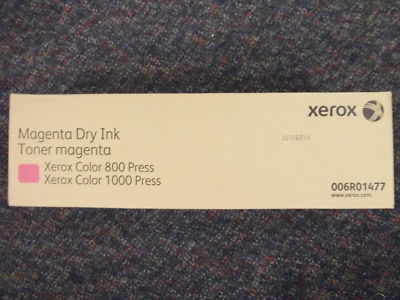 xerox
Magenta Dry Ink
Toner magenta
Xerox Color 800 Press
Xerox Color 1000 Press
006R01477
www.xerox.com